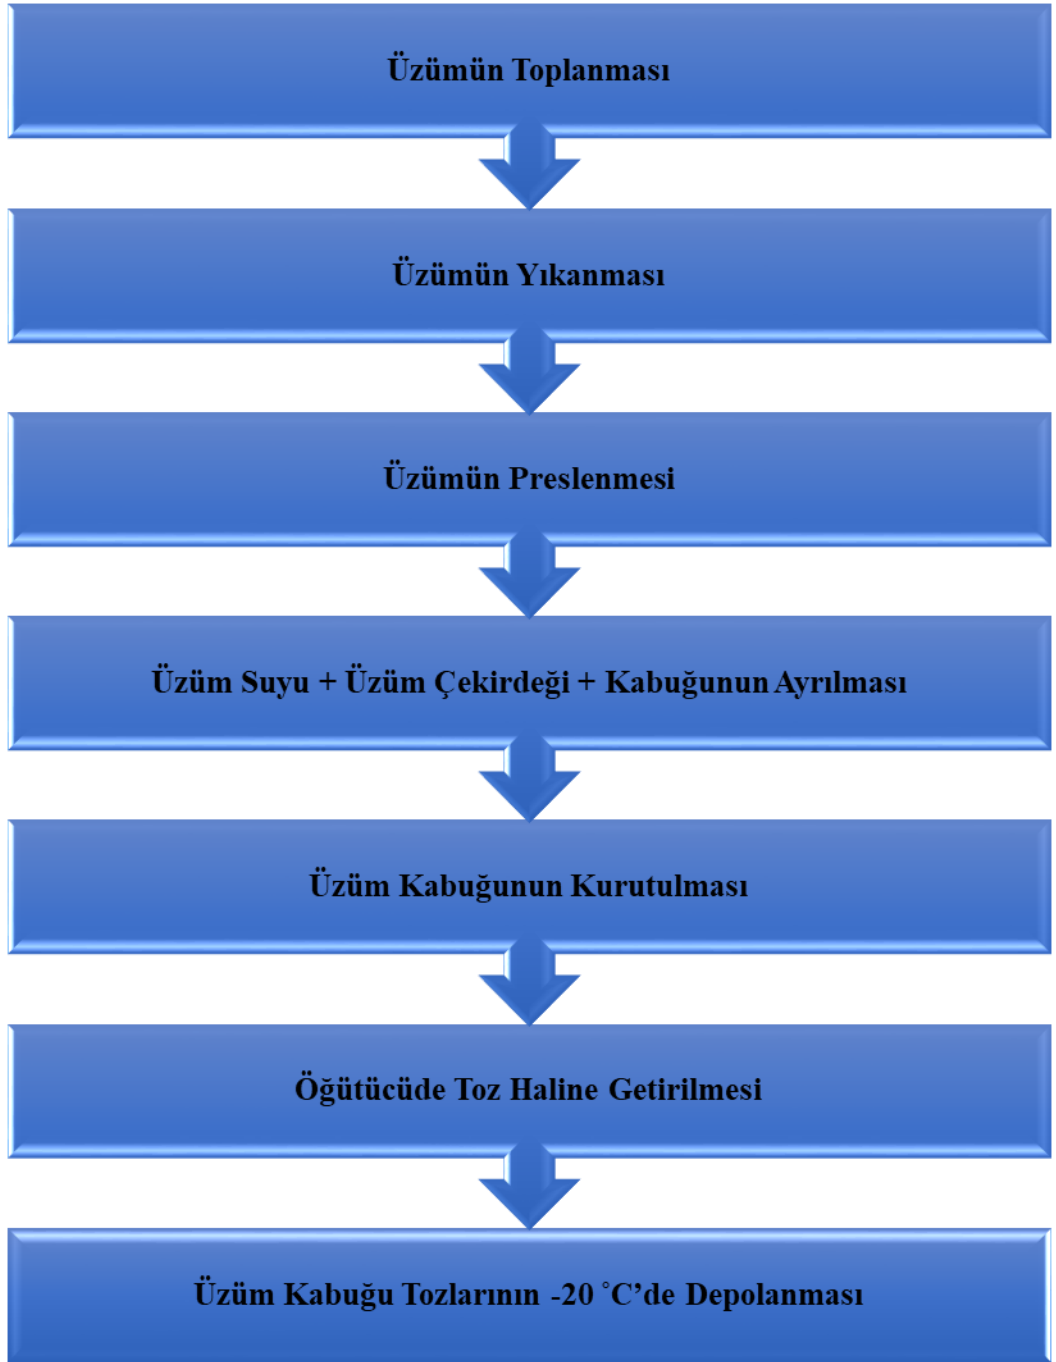 Üzümün Toplanması
Üzümün Yıkanması
Üzümün Preslenmesi
Üzüm Suyu + Üzüm Çekirdeği + Kabuğunun Ayrılması
Üzüm Kabuğunun Kurutulması
Öğütücüde Toz Haline Getirilmesi
Üzüm Kabuğu Tozlarının -20 ˚C’de Depolanması